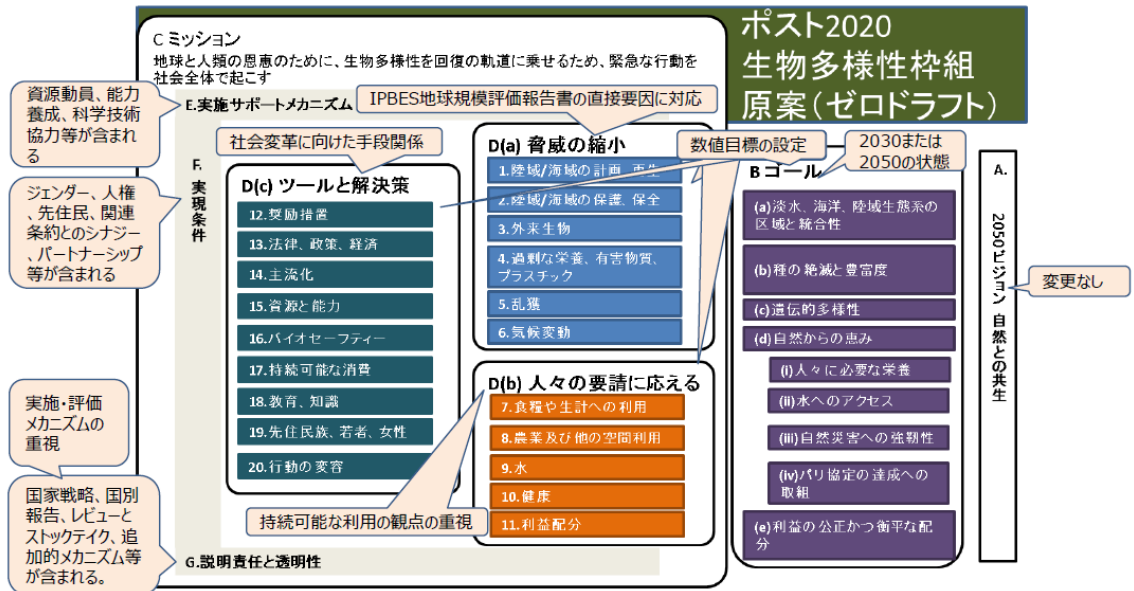 ポスト2020
生物多様性枠組
原案(ゼロドラフト)
C ミッション
地球と人類の恩恵のために、生物多様性を回復の軌道に乗せるため、緊急な行動を
社会全体で起こす
資源動員、能力
養成、科学技術
協力等が含まれ
る
E.実施サポートメカニズム
IPBES地球規模評価報告書の直接要因に対応
社会変革に向けた手段関係
数値目標の設定
2030または
2050の状態
F.
実現条件
ジェンダー、人権、
先住民、関連
条約とのシナジー
、パートナーシップ
等が含まれる
D(c) ツールと解決策
12.奨励措置
13.法律、政策、経済
14.主流化
15.資源と能力
16.バイオセーフティー
17.持続可能な消費
18.教育、知識
19.先住民族、若者、女性
20.行動の変容
D(a) 脅威の縮小
1.陸域/海域の計画、再生
2.陸域/海域の保護、保全
3.外来生物
4.過剰な栄養、有害物質、
プラスチック
5.乱獲
6.気候変動
D(b) 人々の要請に応える
7.食糧や生計への利用
8.農業及び他の空間利用
9.水
10.健康
11.利益配分
持続可能な利用の観点の重視
B ゴール
(a)淡水、海洋、陸域生態系の
区域と統合性
(b)種の絶滅と豊富度
(c)遺伝的多様性
(d)自然からの恵み
(i)人々に必要な栄養
(ii)水へのアクセス
(iii)自然災害への強靭性
(iv)パリ協定の達成への
取組
(e)利益の公正かつ衡平な配
分
A.
2050ビジョン 自然との共生
変更なし
実施・評価
メカニズムの
重視
国家戦略、国別
報告、レビューと
ストックテイク、追
加的メカニズム等
が含まれる。
G.説明責任と透明性